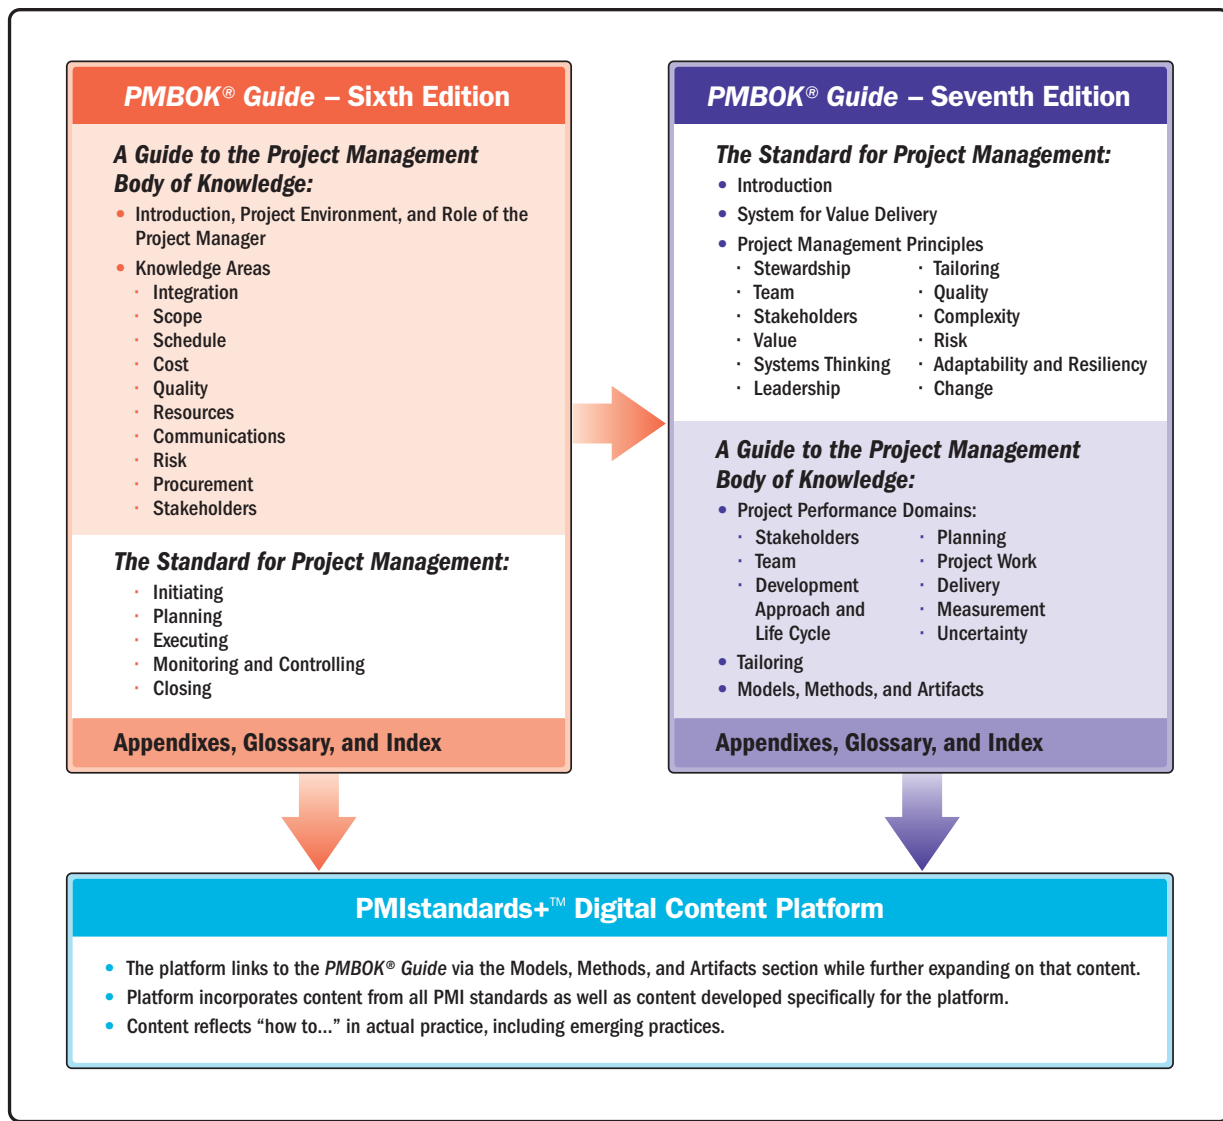 PMBOK® Guide – Sixth Edition
A Guide to the Project Management
Body of Knowledge:
• Introduction, Project Environment, and Role of the
Project Manager
• Knowledge Areas
· Integration
· Scope
· Schedule
· Cost
· Quality
· Resources
· Communications
· Risk
· Procurement
· Stakeholders
The Standard for Project Management:
· Initiating
· Planning
· Executing
· Monitoring and Controlling
· Closing
Appendixes, Glossary, and Index
PMBOK® Guide – Seventh Edition
The Standard for Project Management:
• Introduction
• System for Value Delivery
• Project Management Principles
· Stewardship
· Team
· Stakeholders
· Value
· Systems Thinking
· Leadership
· Tailoring
· Quality
· Complexity
· Risk
· Adaptability and Resiliency
· Change
A Guide to the Project Management
Body of Knowledge:
• Project Performance Domains:
· Stakeholders
· Team
· Development
Approach and
Life Cycle
· Planning
· Project Work
· Delivery
· Measurement
· Uncertainty
• Tailoring
• Models, Methods, and Artifacts
Appendixes, Glossary, and Index
PMIstandards+™ Digital Content Platform
• The platform links to the PMBOK® Guide via the Models, Methods, and Artifacts section while further expanding on that content.
• Platform incorporates content from all PMI standards as well as content developed specifically for the platform.
• Content reflects “how to...” in actual practice, including emerging practices.